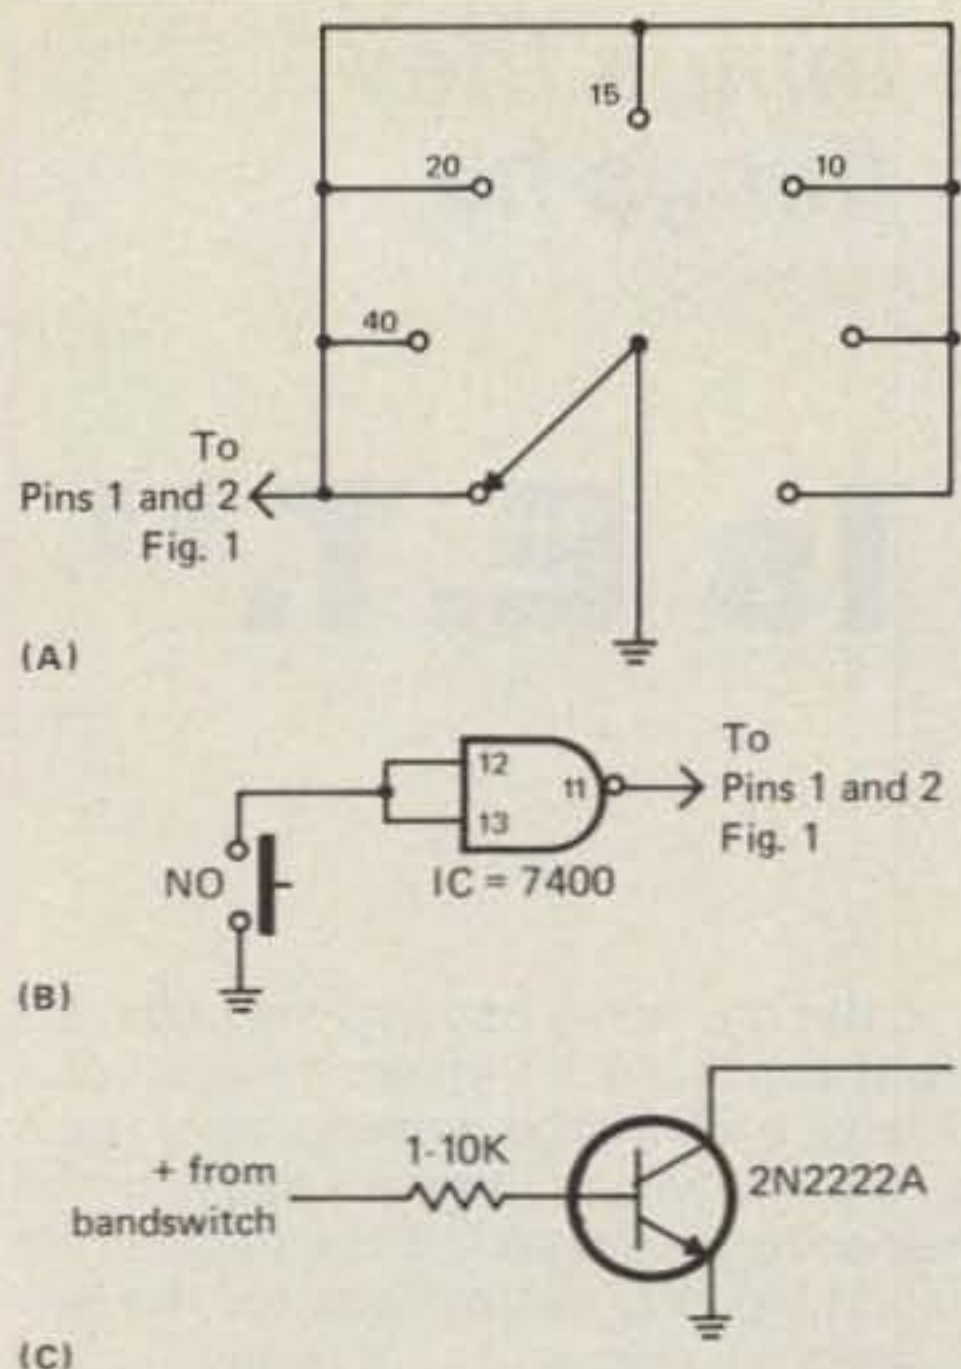 15
20
10
40
To
Pins 1 and 2
Fig. 1
(A)
12
13
11
To
Pins 1 and 2
Fig. 1
NO
IC = 7400
(B)
1-10K
+ from
bandswitch
2N2222A
(C)